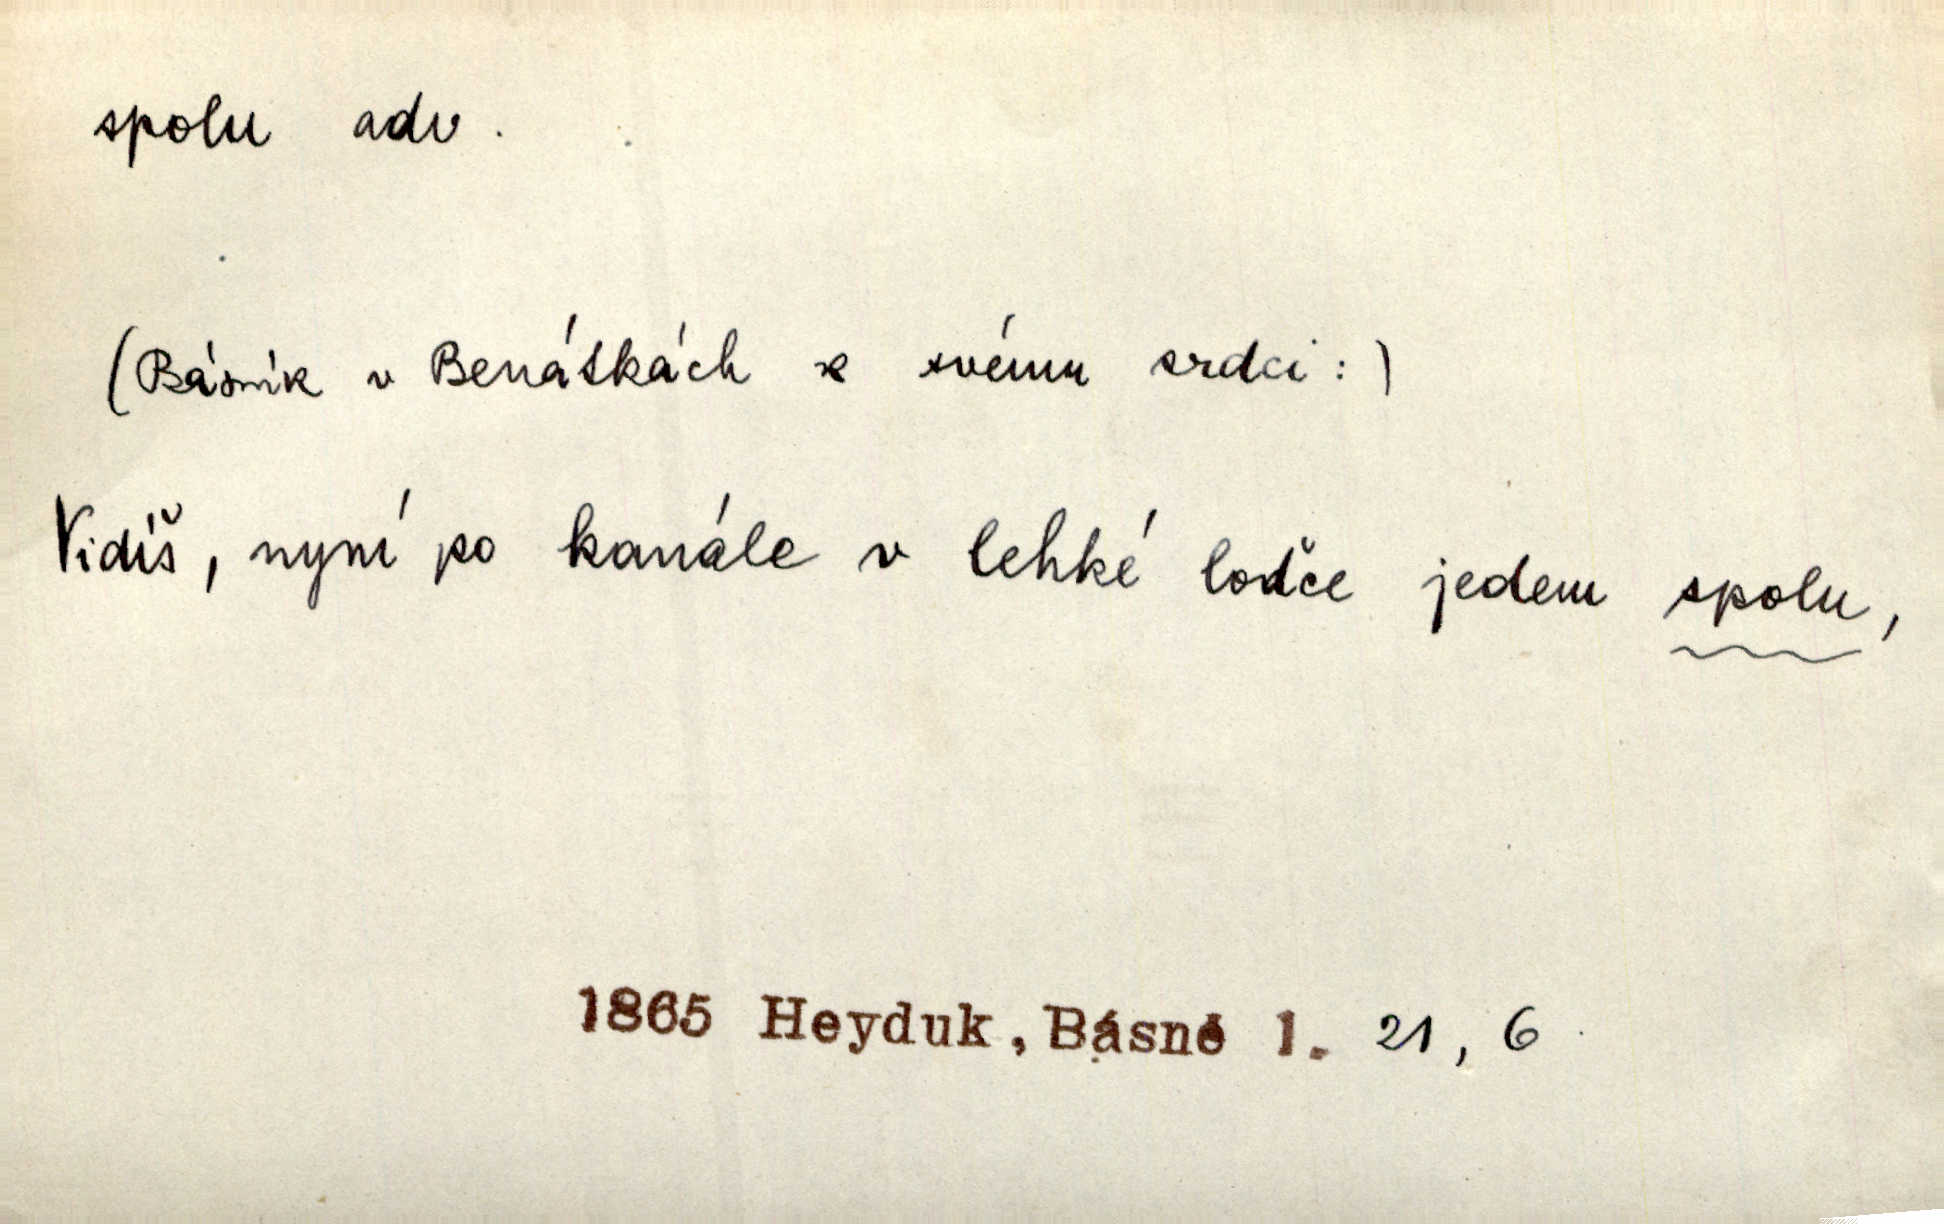 spolu adv.
(Básník v Benátkách k svému srdci:)
Vidíš, nyní po kanále v lehké loďce jedem spolu,
1865 Heyduk, Básně 1. 21, 6